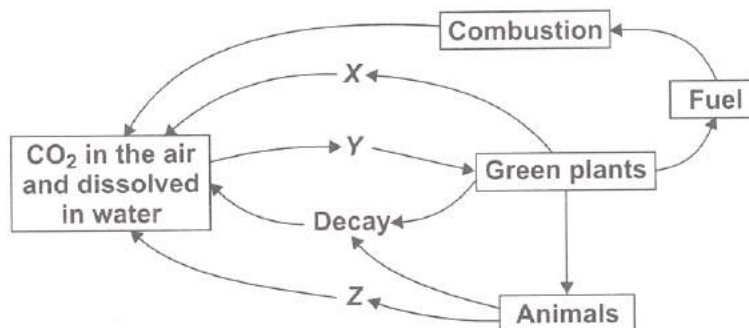 Combustion
X
Fuel
CO₂ in the air
and dissolved
in water
Y
Green plants
Decay
Z
Animals